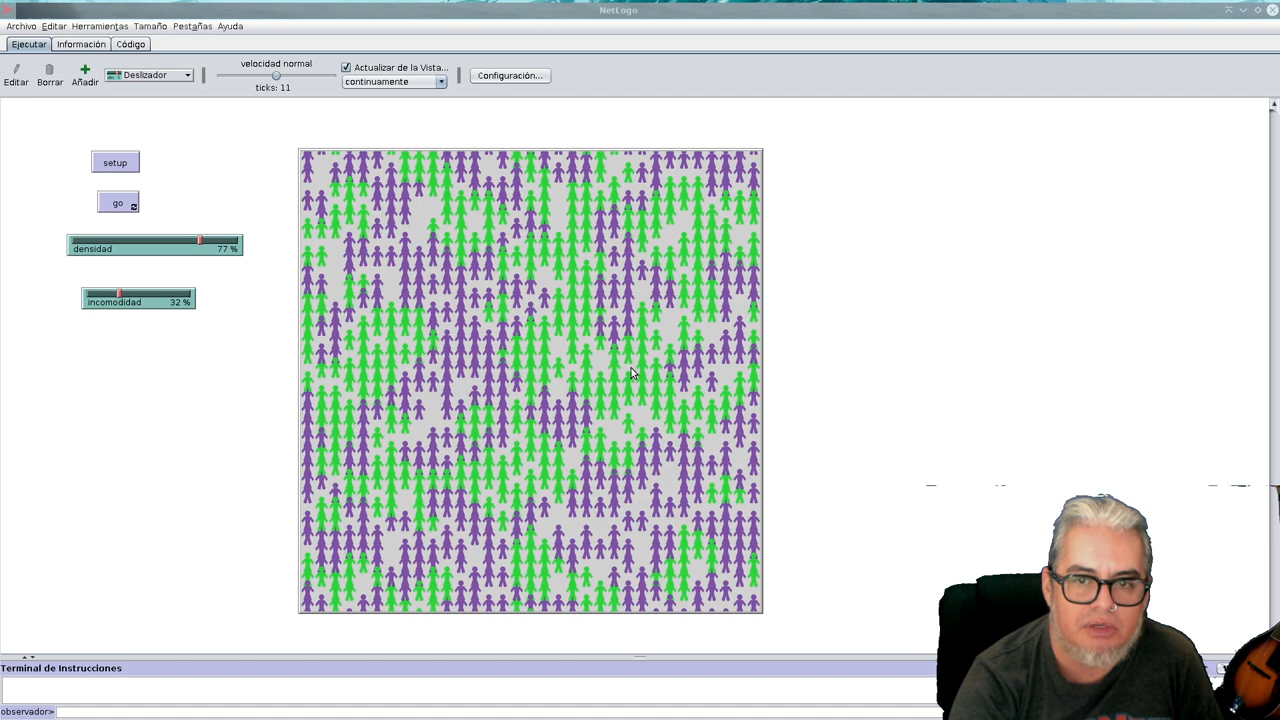 NetLogo
Archivo Editar Herramientas Tamaño Pestañas Ayuda
Ejecutar Información Código
Editar Borrar Añadir
Deslizador
velocidad normal
ticks: 11
Actualizar de la Vista...
continuamente
Configuración...
setup
go
densidad 77 %
incomodidad 32 %
Terminal de Instrucciones
observador>